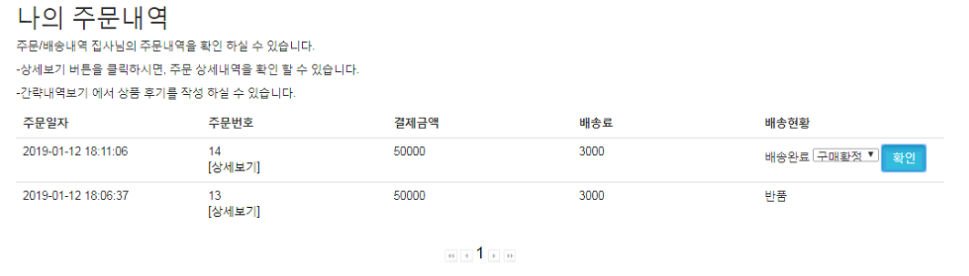 나의 주문내역
주문/배송내역 집사님의 주문내역을 확인 하실 수 있습니다.
-상세보기 버튼을 클릭하시면, 주문 상세내역을 확인 할 수 있습니다.
-간략내역보기 에서 상품 후기를 작성 하실 수 있습니다.
주문일자 주문번호 결제금액 배송료 배송현황
2019-01-12 18:11:06 14 50000 3000 배송완료 구매확정 확인
[상세보기]
2019-01-12 18:06:37 13 50000 3000 반품
[상세보기]
1